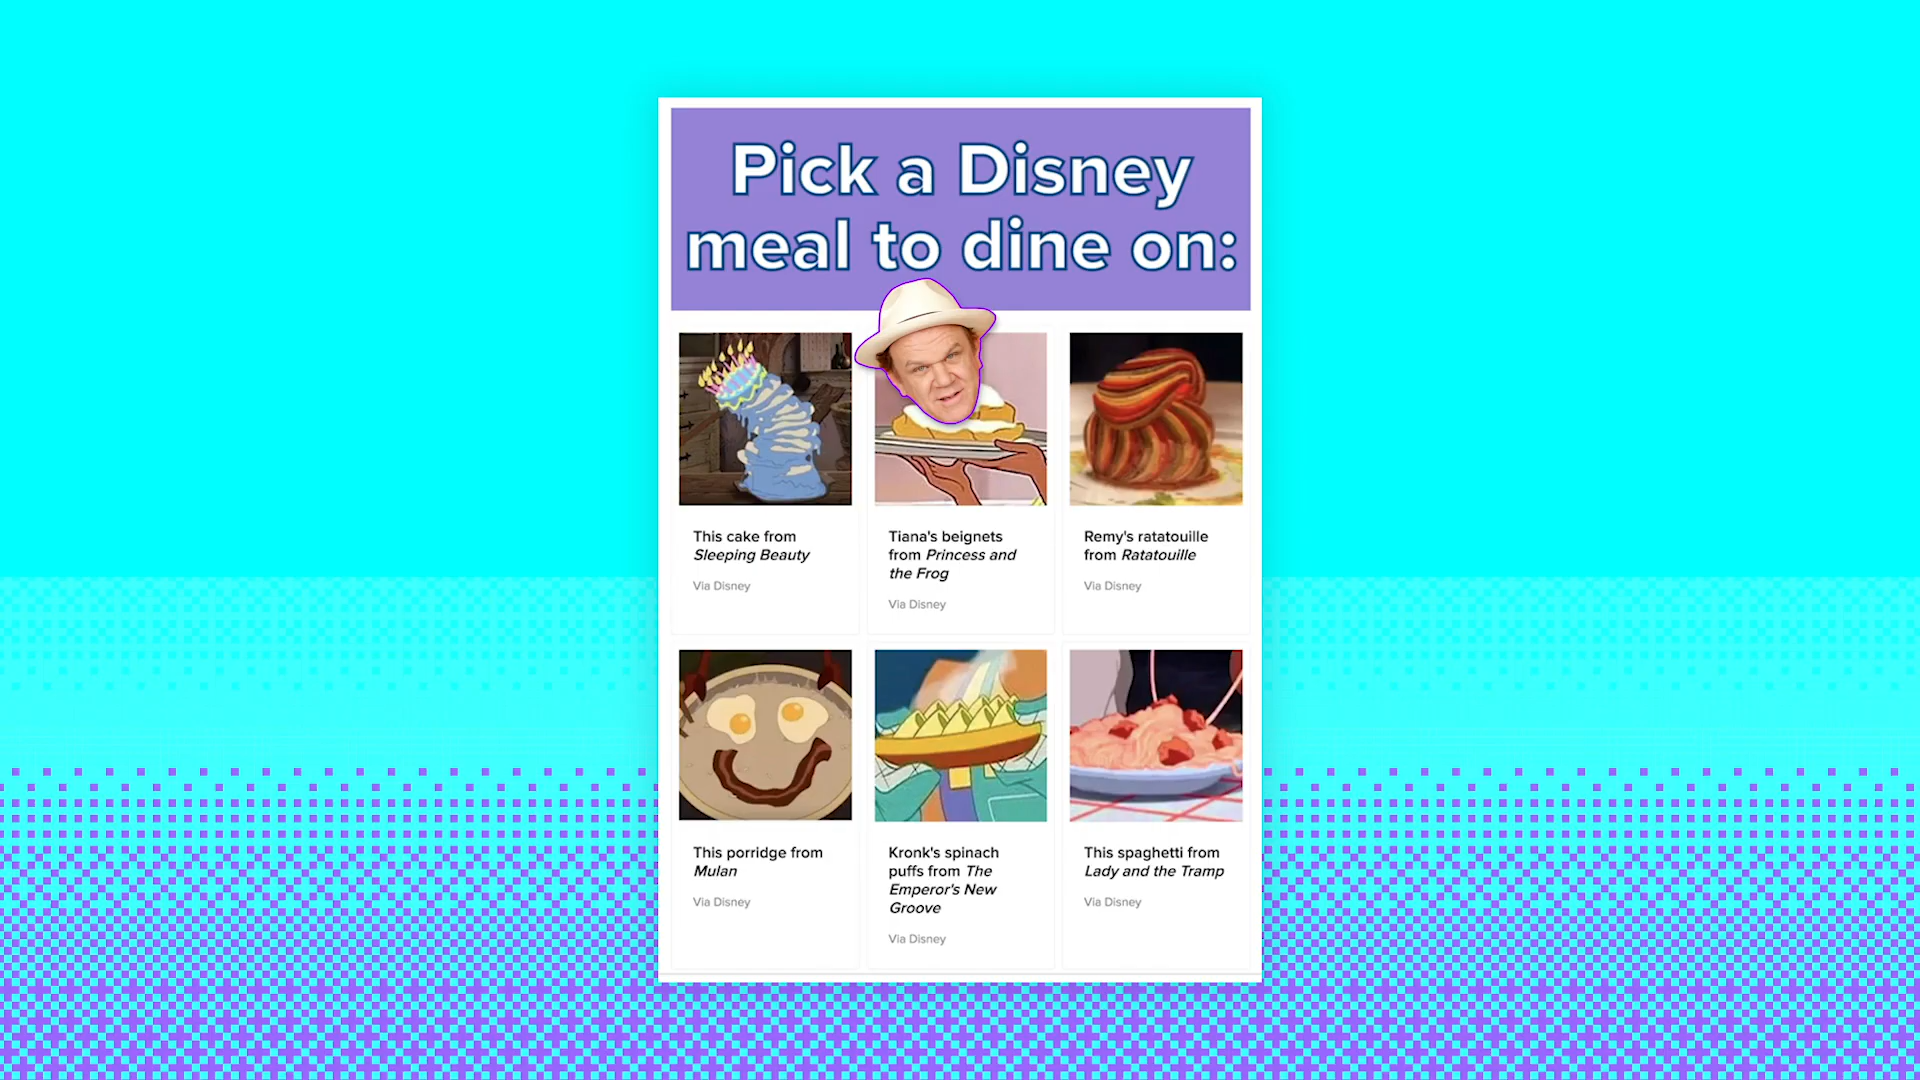 Pick a Disney
meal to dine on:
This cake from
Sleeping Beauty
Via Disney
Tiana's beignets
from Princess and
the Frog
Via Disney
Remy's ratatouille
from Ratatouille
Via Disney
This porridge from
Mulan
Via Disney
Kronk's spinach
puffs from The
Emperor's New
Groove
Via Disney
This spaghetti from
Lady and the Tramp
Via Disney